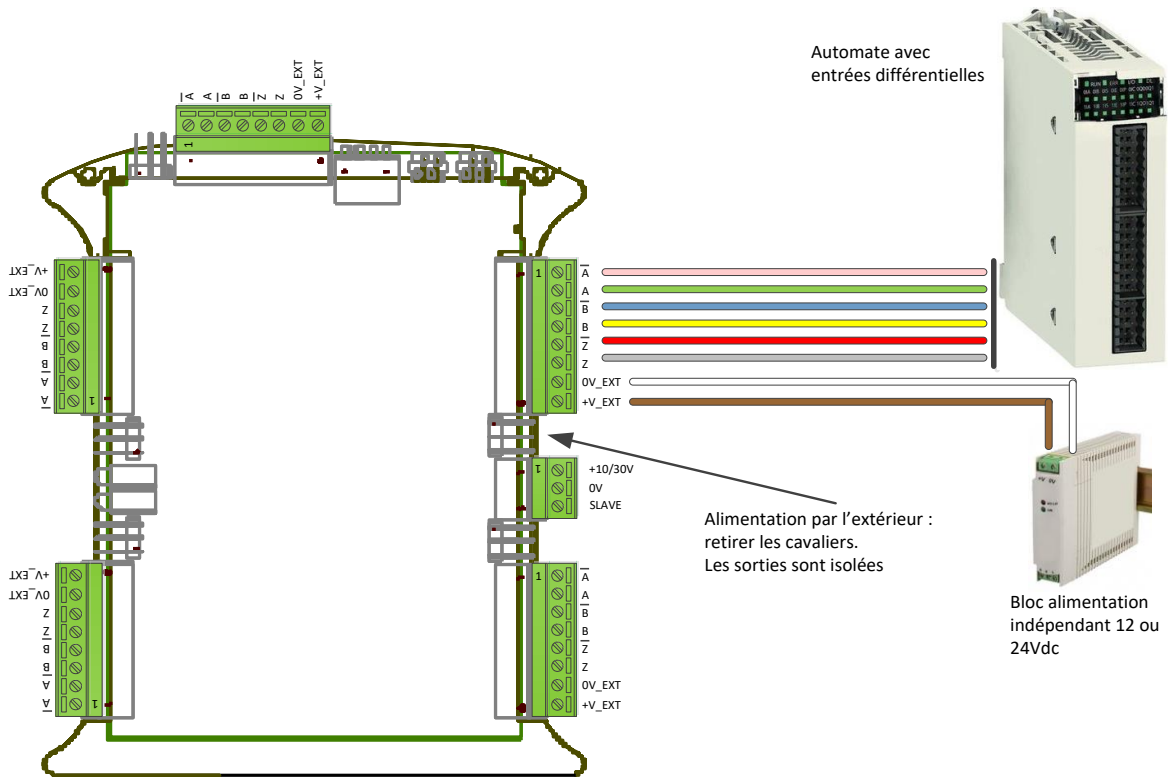 Automate avec
entrées différentielles
A̅
A
B̅
B
Z̅
Z
0V_EXT
+V_EXT
1
+V_EXT
0V_EXT
Z
Z̅
B
B̅
A
A̅
1
1
A̅
A
B̅
B
Z̅
Z
0V_EXT
+V_EXT
1
+10/30V
0V
SLAVE
+V 0V
Alimentation par l’extérieur :
retirer les cavaliers.
Les sorties sont isolées
+V_EXT
0V_EXT
Z
Z̅
B
B̅
A
A̅
1
1
A̅
A
B̅
B
Z̅
Z
0V_EXT
+V_EXT
Bloc alimentation
indépendant 12 ou
24Vdc